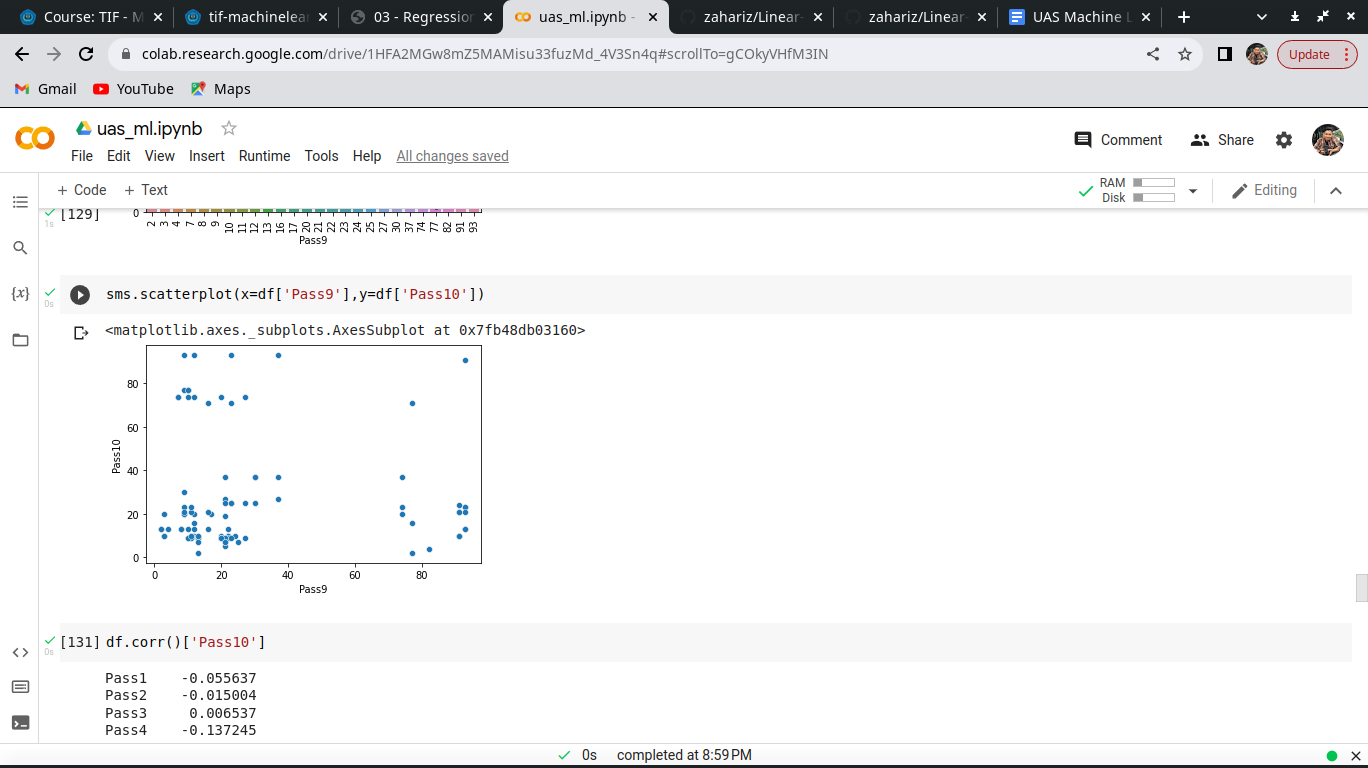 Course: TIF - M
tif-machinelear
03 - Regression
uas_ml.ipynb -
zahariz/Linear-
zahariz/Linear-
UAS Machine L
colab.research.google.com/drive/1HFA2MGw8mZ5MAMisu33fuzMd_4V3Sn4q#scrollTo=gCOkyVHfM3IN
Update
Gmail
YouTube
Maps
uas_ml.ipynb
Comment
Share
File Edit View Insert Runtime Tools Help All changes saved
+ Code + Text
RAM
Disk
Editing
[129]
1s
0
2 3 4 7 8 9 10 11 12 13 16 17 20 21 22 23 24 25 27 30 37 74 77 82 91 93
Pass9
{x}
0s
sms.scatterplot(x=df['Pass9'],y=df['Pass10'])
<matplotlib.axes._subplots.AxesSubplot at 0x7fb48db03160>
80
60
40
20
0
Pass10
0 20 40 60 80
Pass9
[131] df.corr()['Pass10']
0s
Pass1 -0.055637
Pass2 -0.015004
Pass3 0.006537
Pass4 -0.137245
0s completed at 8:59 PM